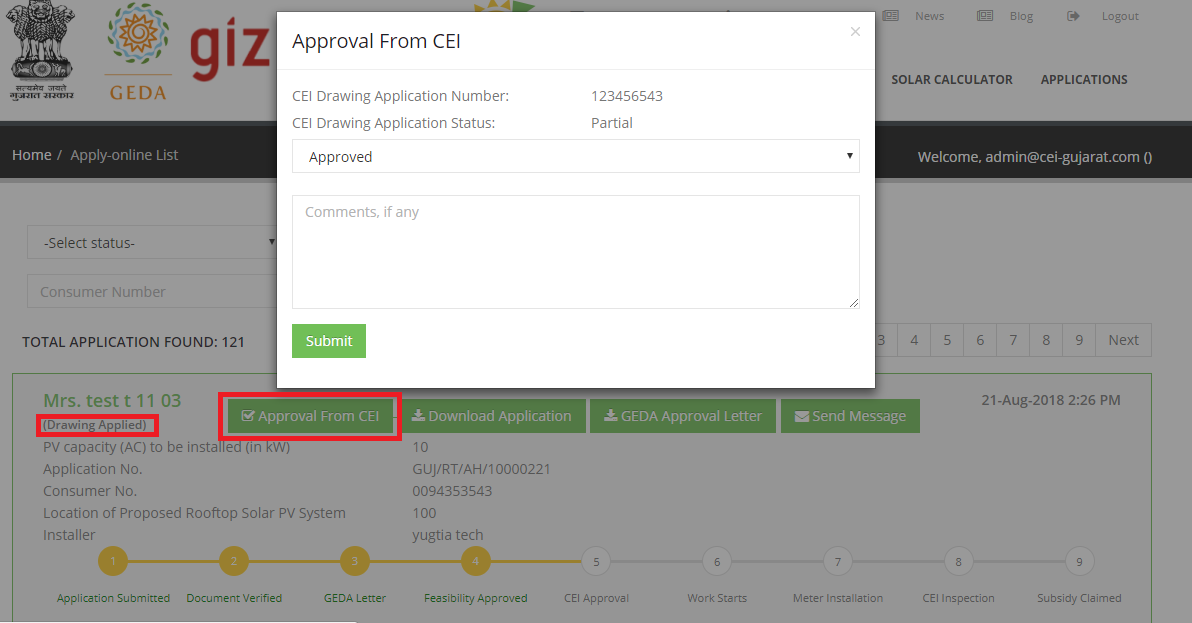 सत्यमेव जयते
गुजरात सरकार
GEDA
giz
News
Blog
Logout
SOLAR CALCULATOR
APPLICATIONS
Home / Apply-online List
Welcome, admin@cei-gujarat.com ()
Approval From CEI
×
CEI Drawing Application Number: 123456543
CEI Drawing Application Status: Partial
Approved
Comments, if any
Submit
-Select status-
Consumer Number
TOTAL APPLICATION FOUND: 121
3 4 5 6 7 8 9 Next
Mrs. test t 11 03
(Drawing Applied)
Approval From CEI
Download Application
GEDA Approval Letter
Send Message
21-Aug-2018 2:26 PM
PV capacity (AC) to be installed (in kW) 10
Application No. GUJ/RT/AH/10000221
Consumer No. 0094353543
Location of Proposed Rooftop Solar PV System 100
Installer yugtia tech
1 2 3 4 5 6 7 8 9
Application Submitted Document Verified GEDA Letter Feasibility Approved CEI Approval Work Starts Meter Installation CEI Inspection Subsidy Claimed